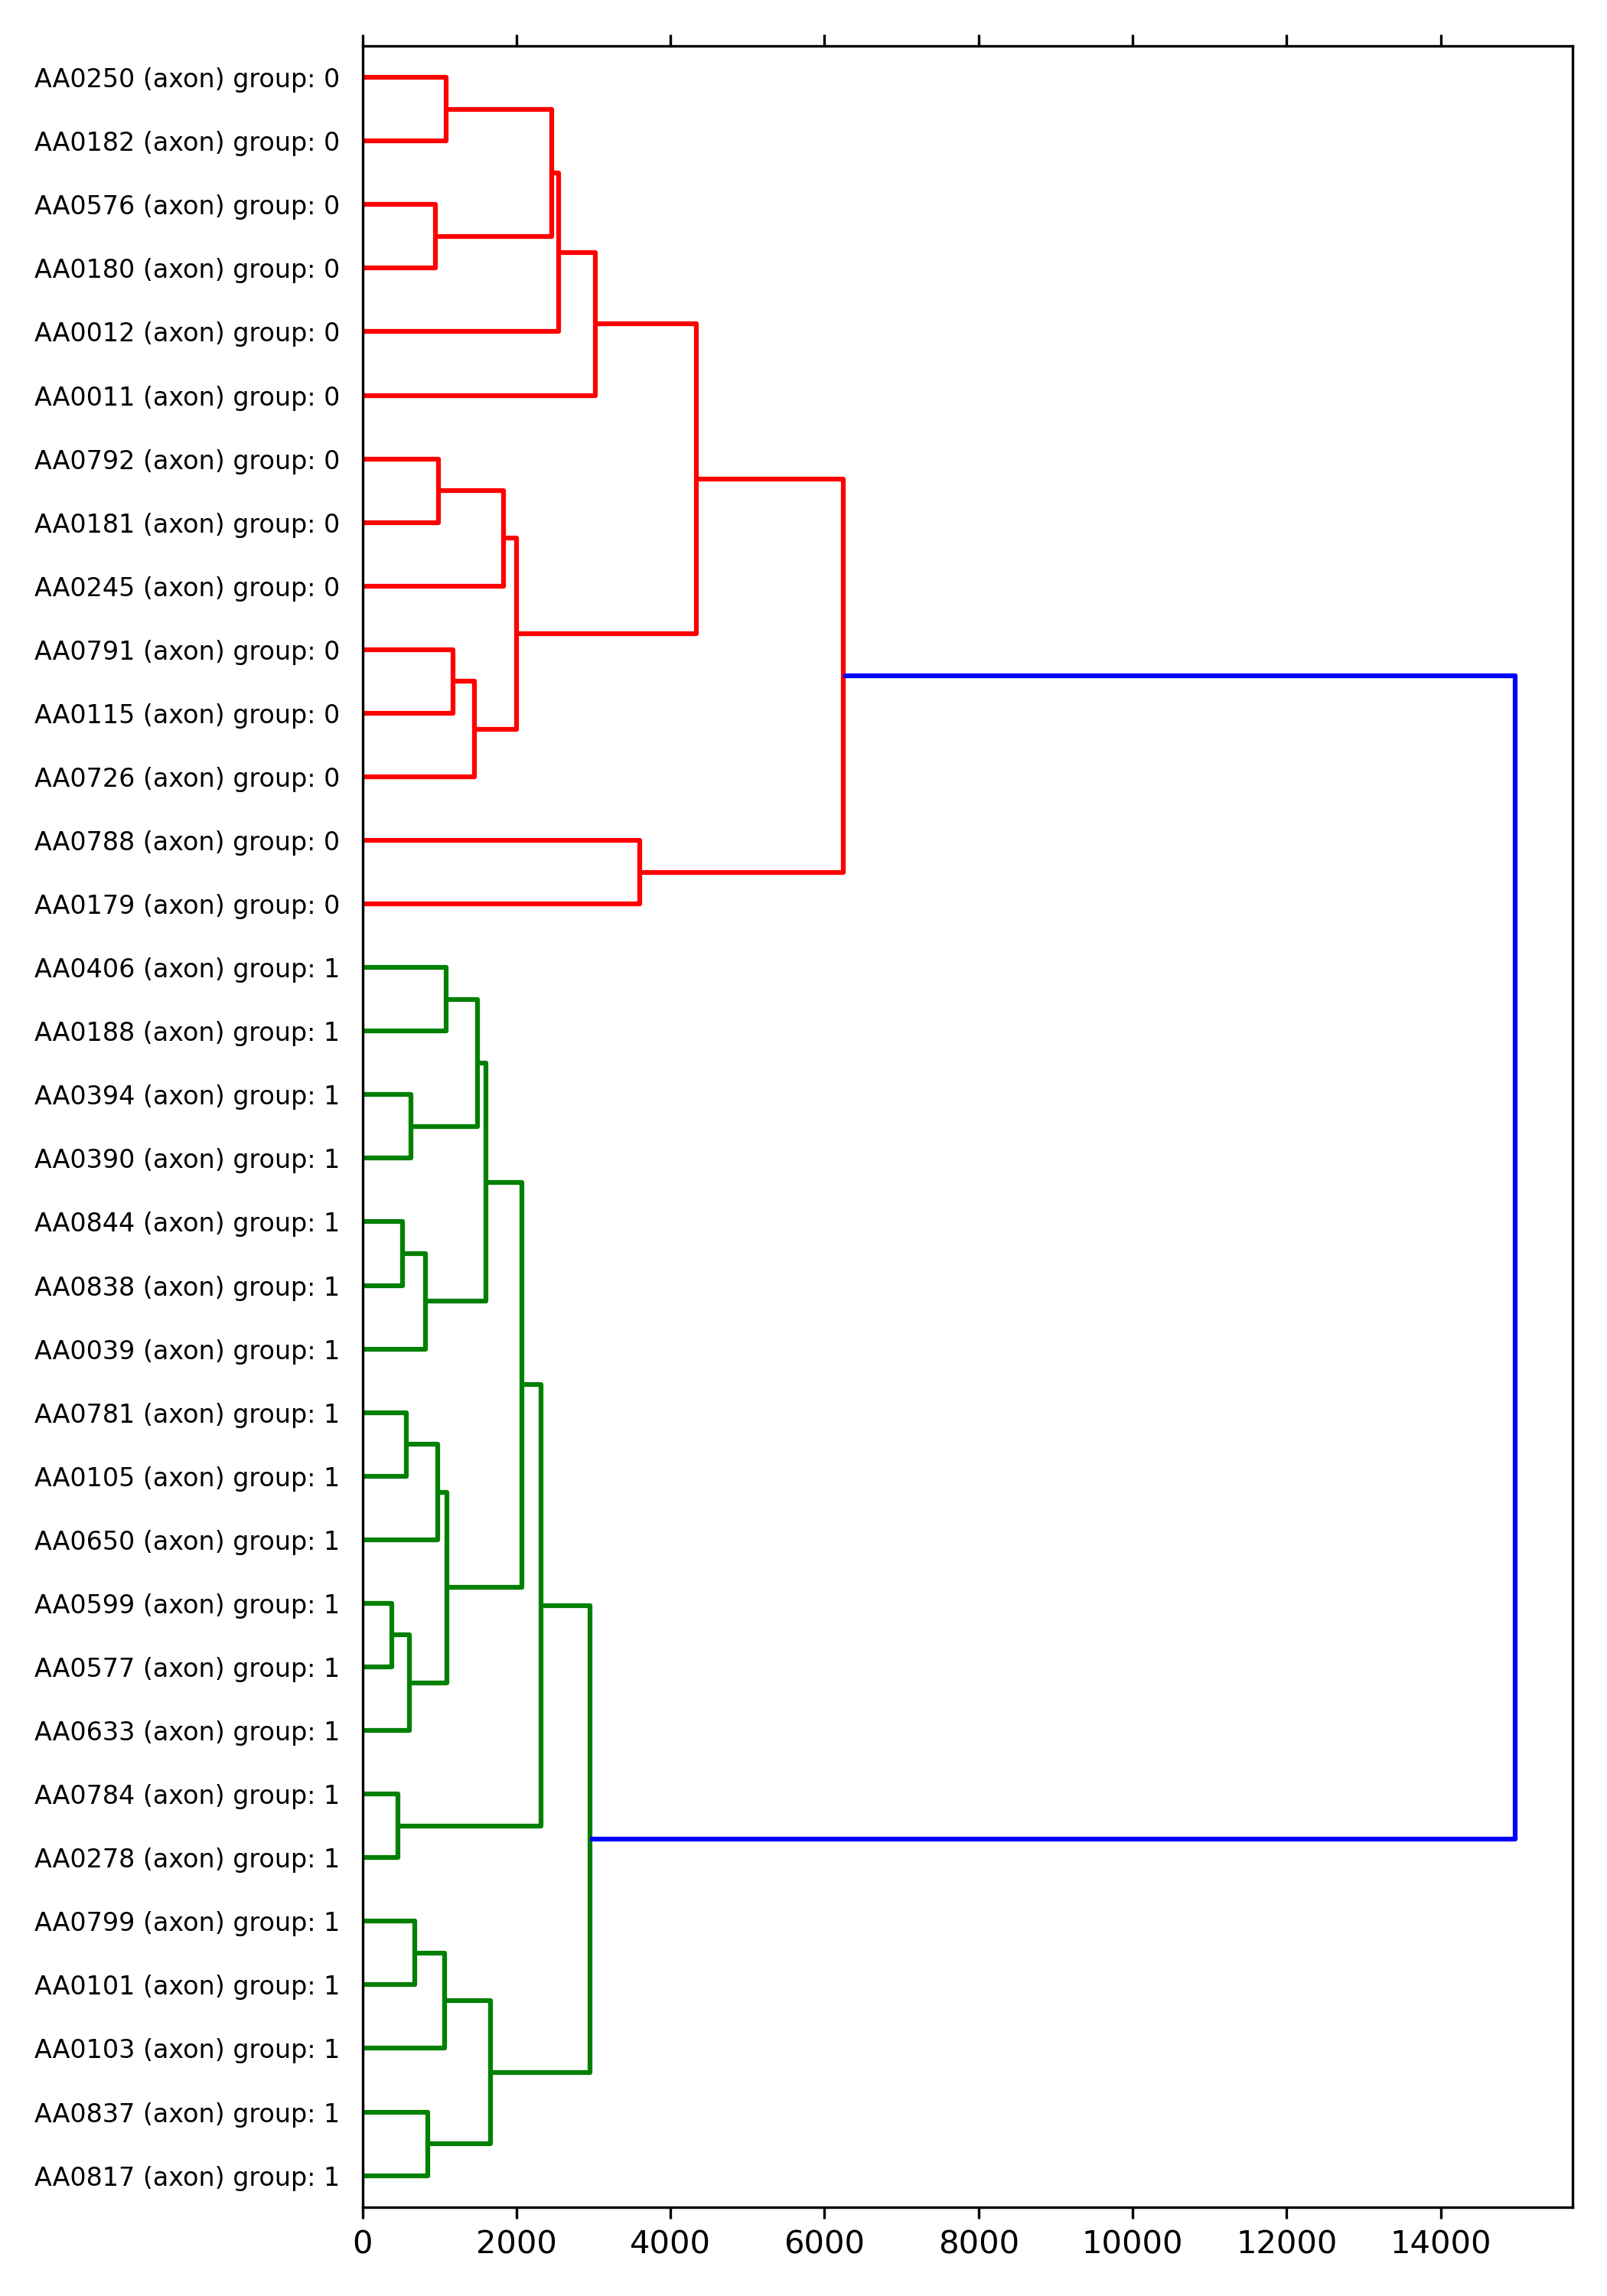 AA0250 (axon) group: 0
AA0182 (axon) group: 0
AA0576 (axon) group: 0
AA0180 (axon) group: 0
AA0012 (axon) group: 0
AA0011 (axon) group: 0
AA0792 (axon) group: 0
AA0181 (axon) group: 0
AA0245 (axon) group: 0
AA0791 (axon) group: 0
AA0115 (axon) group: 0
AA0726 (axon) group: 0
AA0788 (axon) group: 0
AA0179 (axon) group: 0
AA0406 (axon) group: 1
AA0188 (axon) group: 1
AA0394 (axon) group: 1
AA0390 (axon) group: 1
AA0844 (axon) group: 1
AA0838 (axon) group: 1
AA0039 (axon) group: 1
AA0781 (axon) group: 1
AA0105 (axon) group: 1
AA0650 (axon) group: 1
AA0599 (axon) group: 1
AA0577 (axon) group: 1
AA0633 (axon) group: 1
AA0784 (axon) group: 1
AA0278 (axon) group: 1
AA0799 (axon) group: 1
AA0101 (axon) group: 1
AA0103 (axon) group: 1
AA0837 (axon) group: 1
AA0817 (axon) group: 1
0 2000 4000 6000 8000 10000 12000 14000